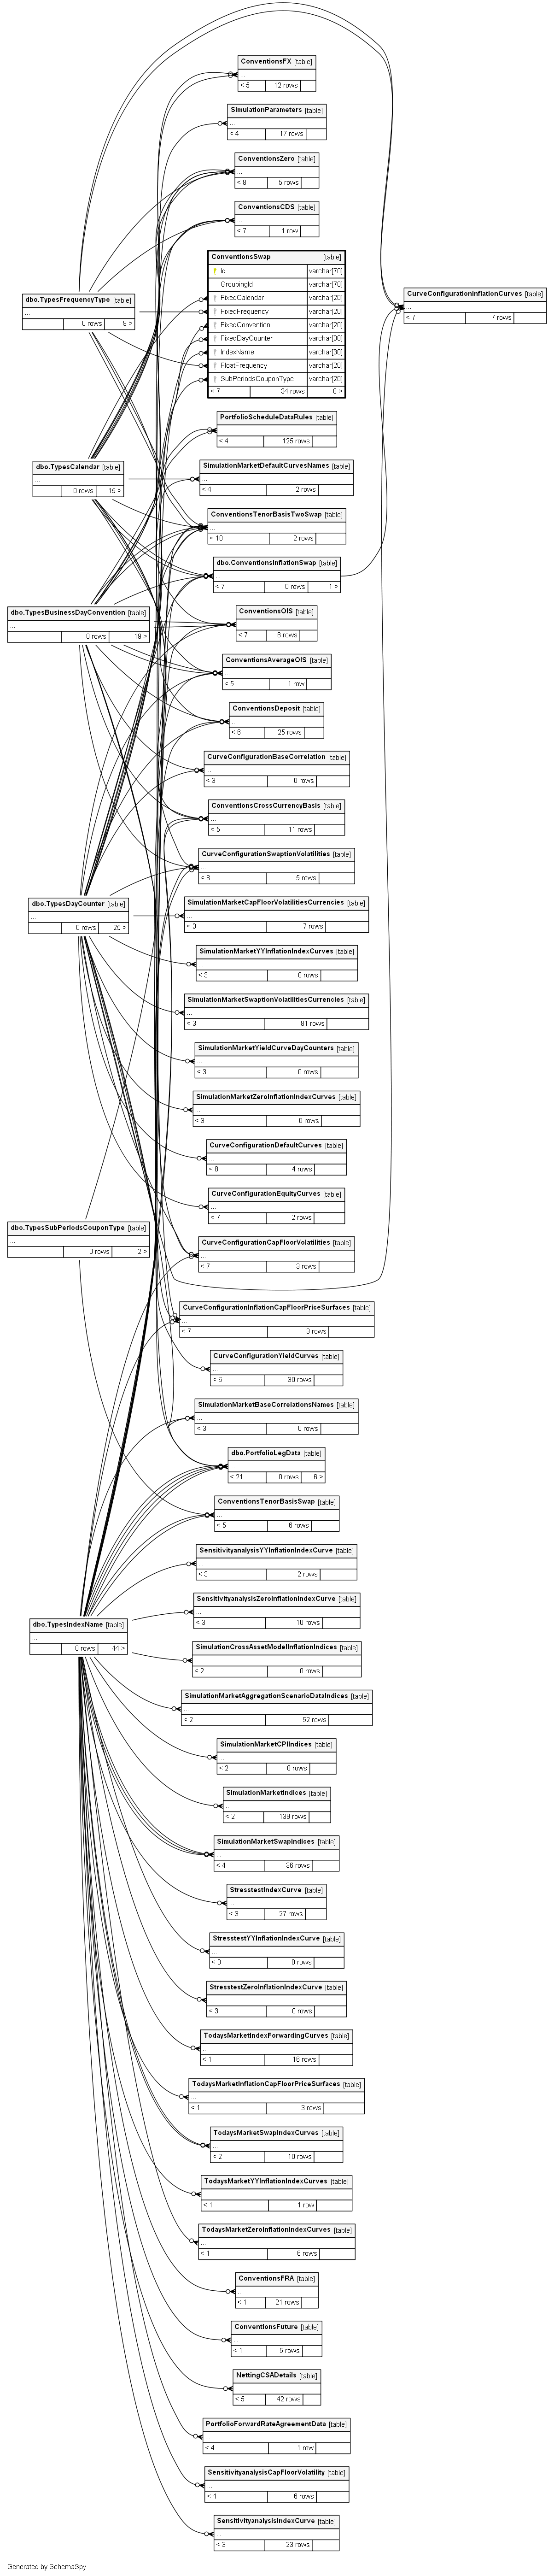 ConventionsFX [table]
...
< 5 12 rows
SimulationParameters [table]
...
< 4 17 rows
ConventionsZero [table]
...
< 8 5 rows
ConventionsCDS [table]
...
< 7 1 row
ConventionsSwap [table]
Id varchar[70]
GroupingId varchar[70]
FixedCalendar varchar[20]
FixedFrequency varchar[20]
FixedConvention varchar[20]
FixedDayCounter varchar[30]
IndexName varchar[30]
FloatFrequency varchar[20]
SubPeriodsCouponType varchar[20]
< 7 34 rows 0 >
dbo.TypesFrequencyType [table]
...
0 rows 9 >
CurveConfigurationInflationCurves [table]
...
< 7 7 rows
PortfolioScheduleDataRules [table]
...
< 4 125 rows
dbo.TypesCalendar [table]
...
0 rows 15 >
SimulationMarketDefaultCurvesNames [table]
...
< 4 2 rows
ConventionsTenorBasisTwoSwap [table]
...
< 10 2 rows
dbo.ConventionsInflationSwap [table]
...
< 7 0 rows 1 >
dbo.TypesBusinessDayConvention [table]
...
0 rows 19 >
ConventionsOIS [table]
...
< 7 6 rows
ConventionsAverageOIS [table]
...
< 5 1 row
ConventionsDeposit [table]
...
< 6 25 rows
CurveConfigurationBaseCorrelation [table]
...
< 3 0 rows
ConventionsCrossCurrencyBasis [table]
...
< 5 11 rows
CurveConfigurationSwaptionVolatilities [table]
...
< 8 5 rows
dbo.TypesDayCounter [table]
...
0 rows 25 >
SimulationMarketCapFloorVolatilitiesCurrencies [table]
...
< 3 7 rows
SimulationMarketYYInflationIndexCurves [table]
...
< 3 0 rows
SimulationMarketSwaptionVolatilitiesCurrencies [table]
...
< 3 81 rows
SimulationMarketYieldCurveDayCounters [table]
...
< 3 0 rows
SimulationMarketZeroInflationIndexCurves [table]
...
< 3 0 rows
CurveConfigurationDefaultCurves [table]
...
< 8 4 rows
CurveConfigurationEquityCurves [table]
...
< 7 2 rows
dbo.TypesSubPeriodsCouponType [table]
...
0 rows 2 >
CurveConfigurationCapFloorVolatilities [table]
...
< 7 3 rows
CurveConfigurationInflationCapFloorPriceSurfaces [table]
...
< 7 3 rows
CurveConfigurationYieldCurves [table]
...
< 6 30 rows
SimulationMarketBaseCorrelationsNames [table]
...
< 3 0 rows
dbo.PortfolioLegData [table]
...
< 21 0 rows 6 >
ConventionsTenorBasisSwap [table]
...
< 5 6 rows
SensitivityanalysisYYInflationIndexCurve [table]
...
< 3 2 rows
SensitivityanalysisZeroInflationIndexCurve [table]
...
< 3 10 rows
dbo.TypesIndexName [table]
...
0 rows 44 >
SimulationCrossAssetModelInflationIndices [table]
...
< 2 0 rows
SimulationMarketAggregationScenarioDataIndices [table]
...
< 2 52 rows
SimulationMarketCPIIndices [table]
...
< 2 0 rows
SimulationMarketIndices [table]
...
< 2 139 rows
SimulationMarketSwapIndices [table]
...
< 4 36 rows
StresstestIndexCurve [table]
...
< 3 27 rows
StresstestYYInflationIndexCurve [table]
...
< 3 0 rows
StresstestZeroInflationIndexCurve [table]
...
< 3 0 rows
TodaysMarketIndexForwardingCurves [table]
...
< 1 16 rows
TodaysMarketInflationCapFloorPriceSurfaces [table]
...
< 1 3 rows
TodaysMarketSwapIndexCurves [table]
...
< 2 10 rows
TodaysMarketYYInflationIndexCurves [table]
...
< 1 1 row
TodaysMarketZeroInflationIndexCurves [table]
...
< 1 6 rows
ConventionsFRA [table]
...
< 1 21 rows
ConventionsFuture [table]
...
< 1 5 rows
NettingCSADetails [table]
...
< 5 42 rows
PortfolioForwardRateAgreementData [table]
...
< 4 1 row
SensitivityanalysisCapFloorVolatility [table]
...
< 4 6 rows
SensitivityanalysisIndexCurve [table]
...
< 3 23 rows
Generated by SchemaSpy